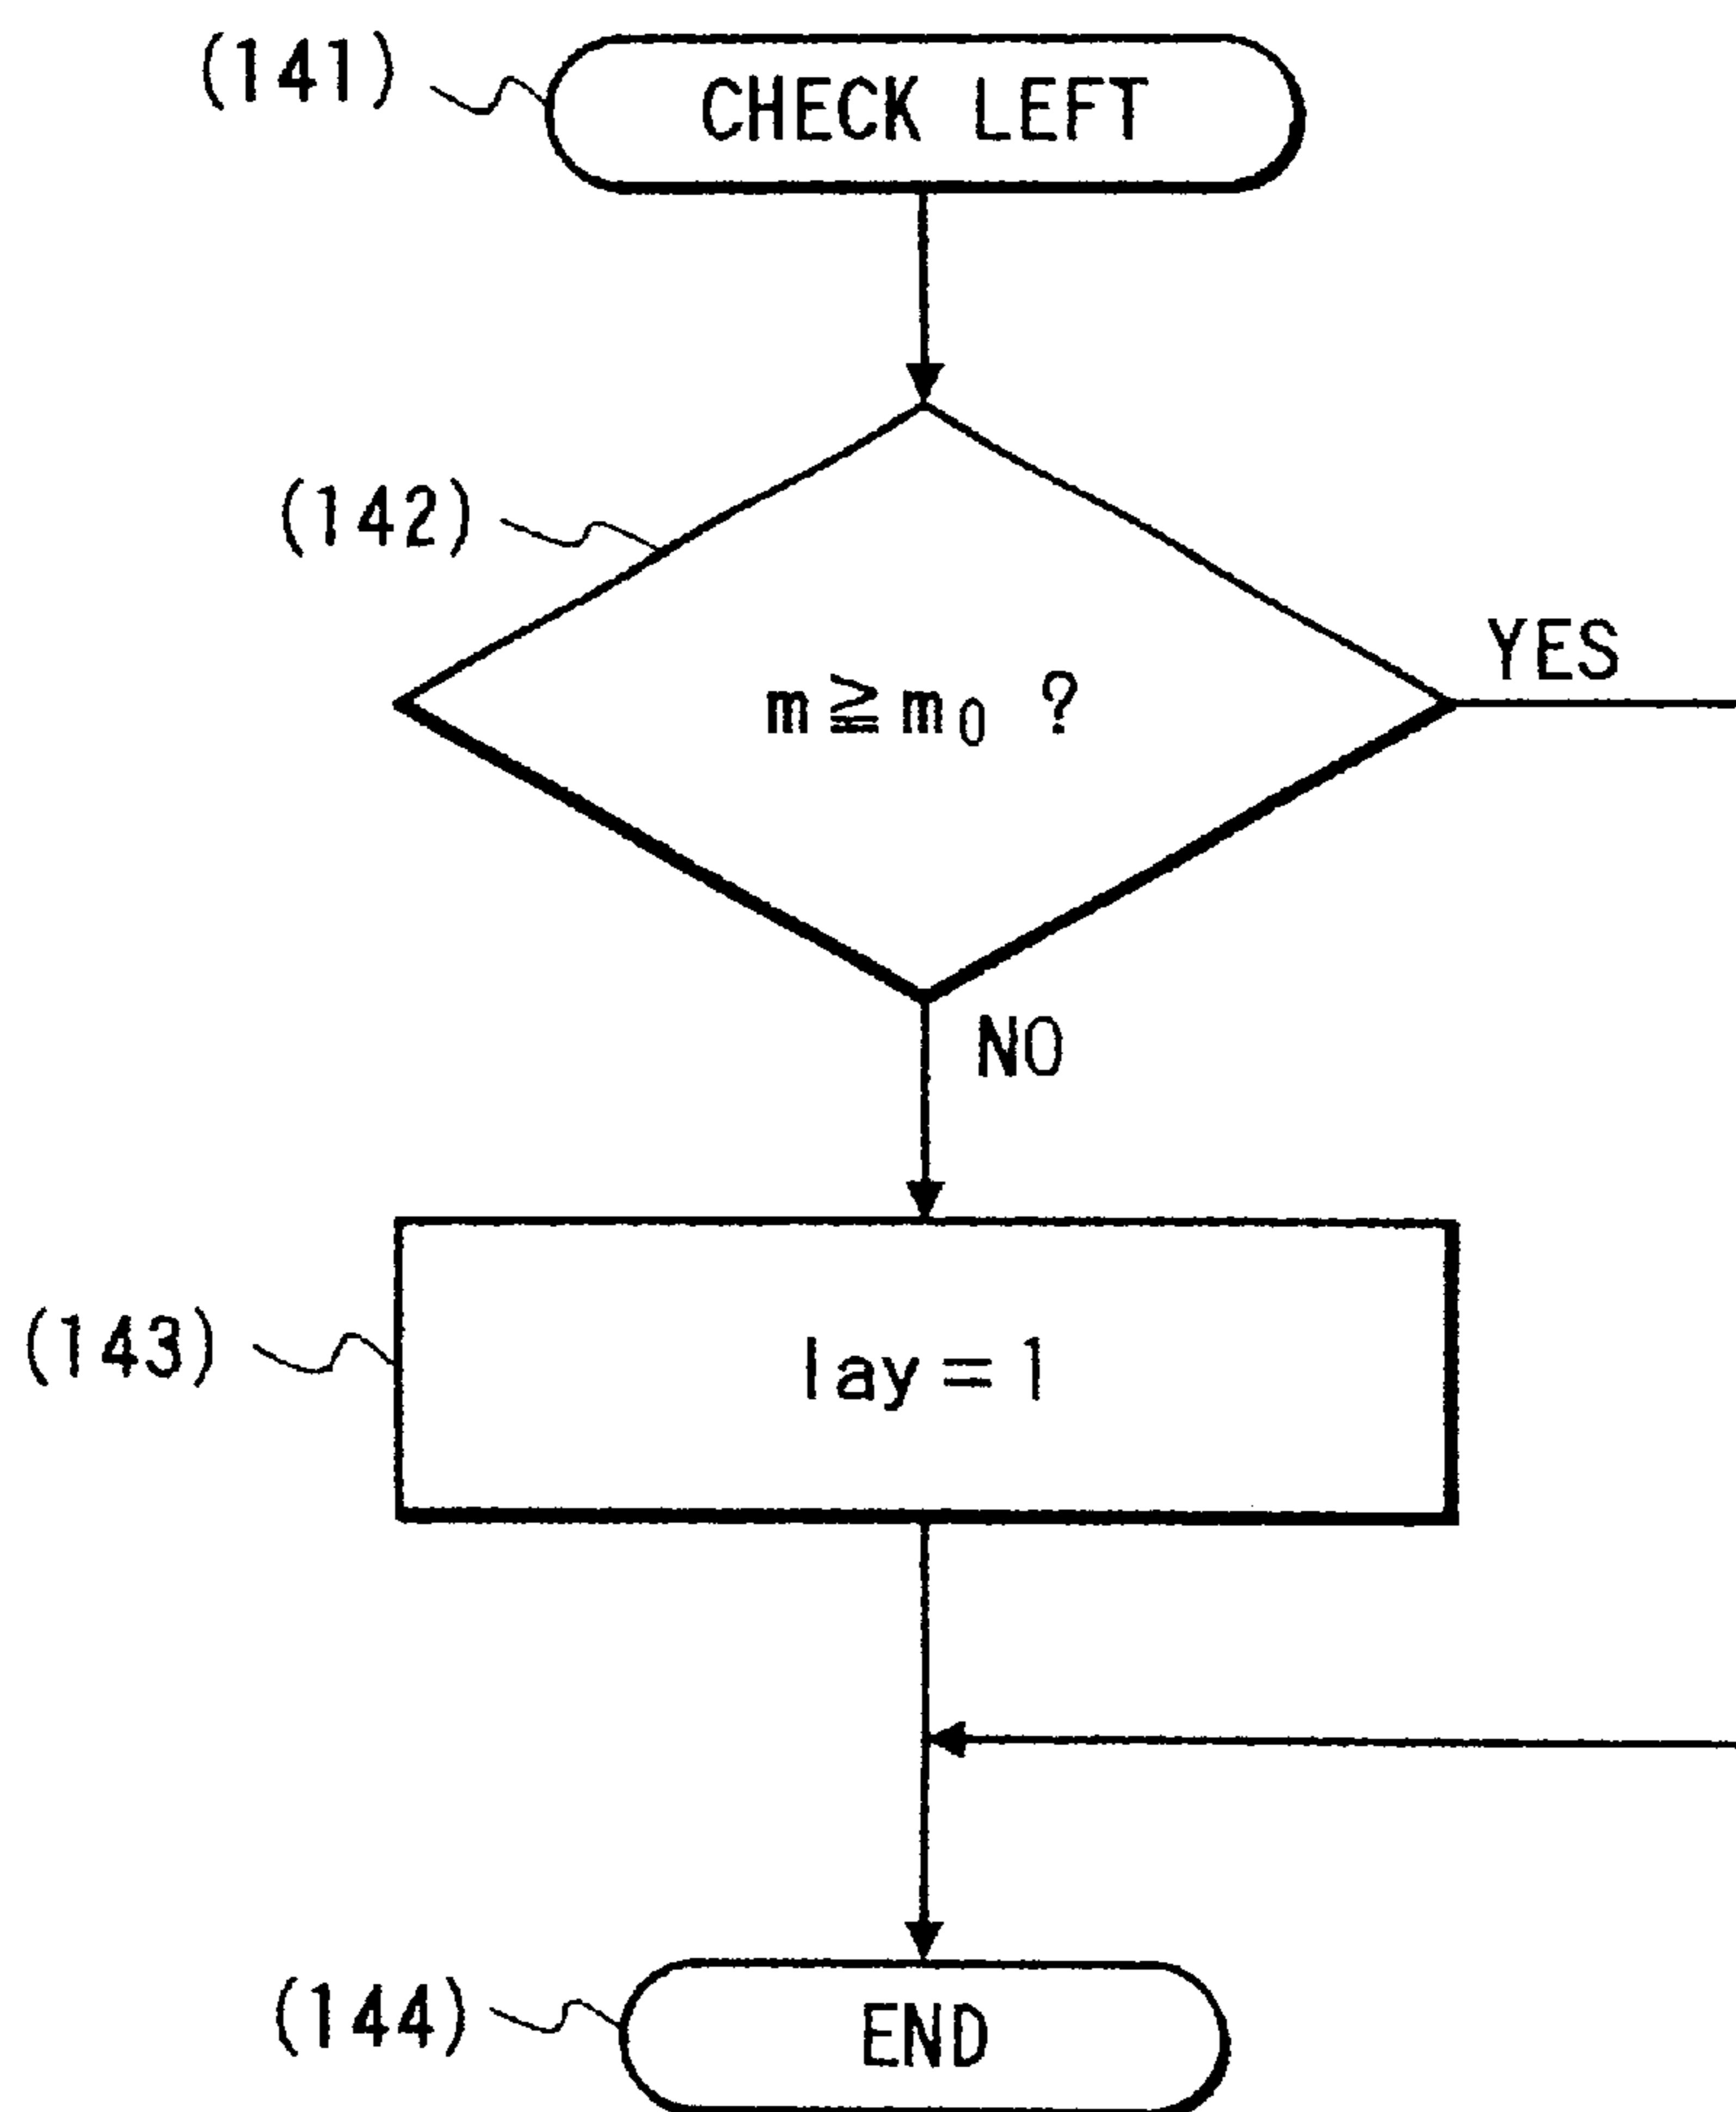 (141)
CHECK LEFT
(142)
m≧m₀ ?
YES
NO
(143)
lay=1
(144)
END